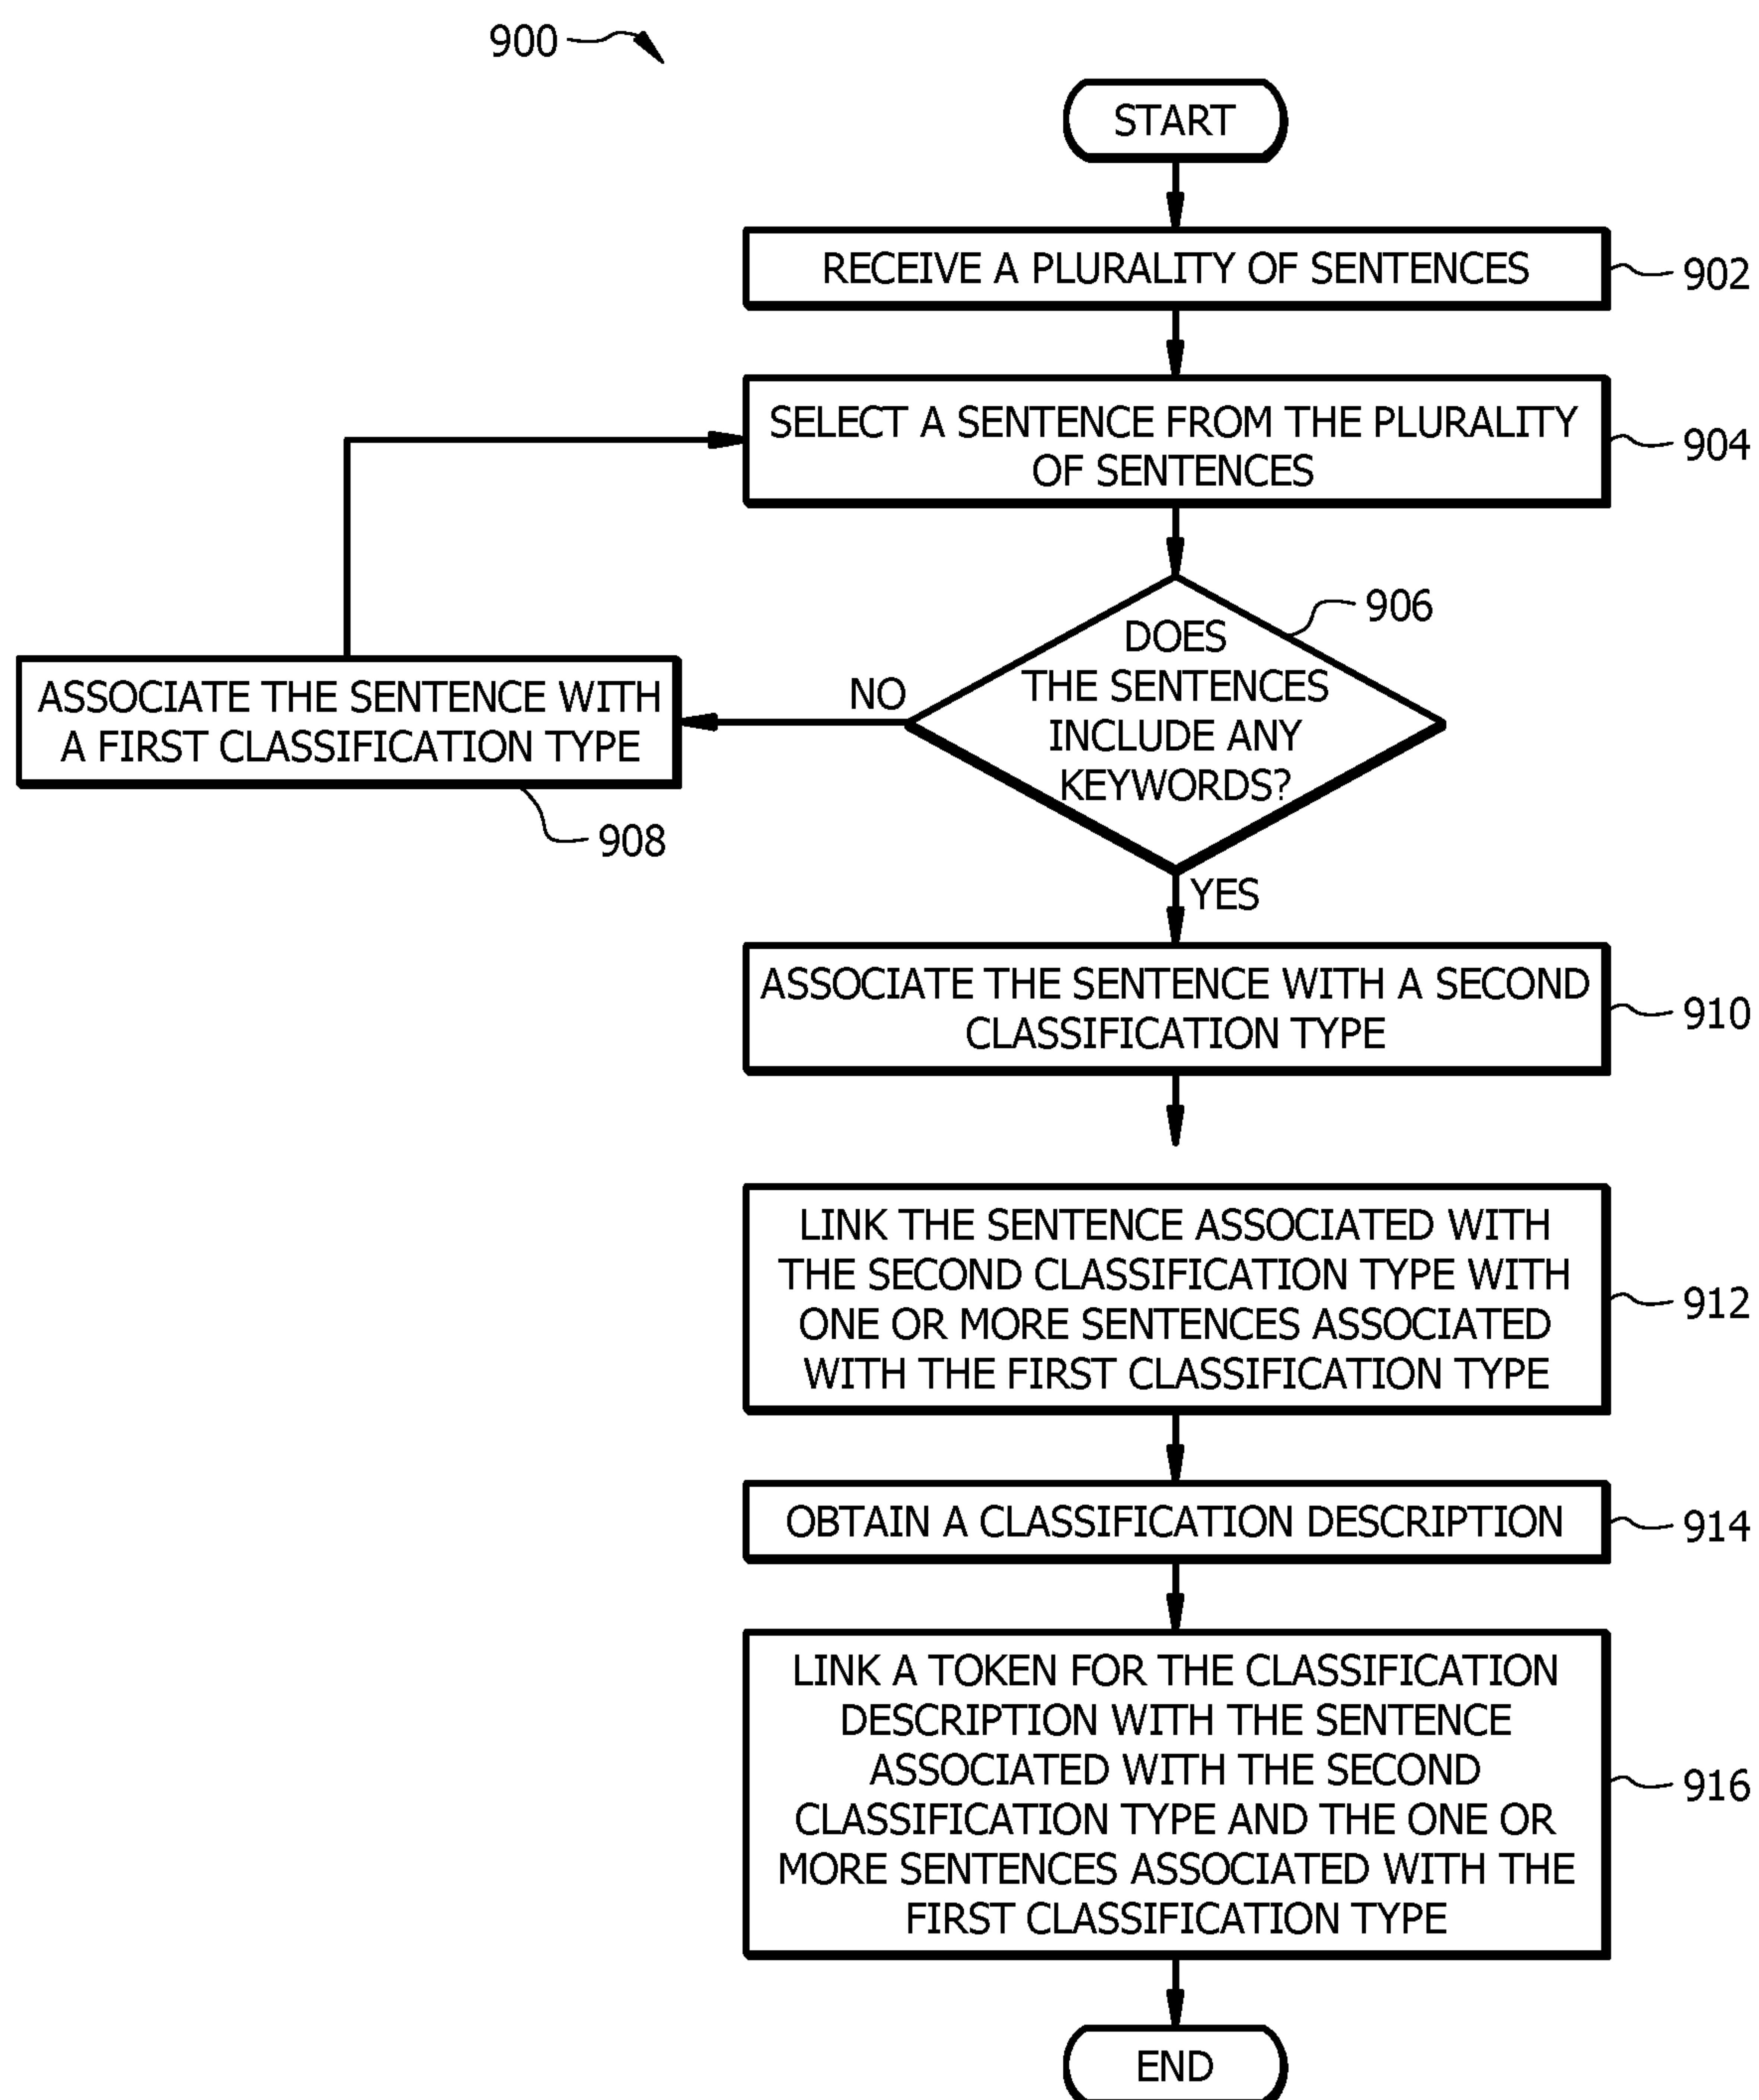 900
START
RECEIVE A PLURALITY OF SENTENCES
902
SELECT A SENTENCE FROM THE PLURALITY
OF SENTENCES
904
906
DOES
THE SENTENCES
INCLUDE ANY
KEYWORDS?
NO
ASSOCIATE THE SENTENCE WITH
A FIRST CLASSIFICATION TYPE
908
YES
ASSOCIATE THE SENTENCE WITH A SECOND
CLASSIFICATION TYPE
910
LINK THE SENTENCE ASSOCIATED WITH
THE SECOND CLASSIFICATION TYPE WITH
ONE OR MORE SENTENCES ASSOCIATED
WITH THE FIRST CLASSIFICATION TYPE
912
OBTAIN A CLASSIFICATION DESCRIPTION
914
LINK A TOKEN FOR THE CLASSIFICATION
DESCRIPTION WITH THE SENTENCE
ASSOCIATED WITH THE SECOND
CLASSIFICATION TYPE AND THE ONE OR
MORE SENTENCES ASSOCIATED WITH THE
FIRST CLASSIFICATION TYPE
916
END